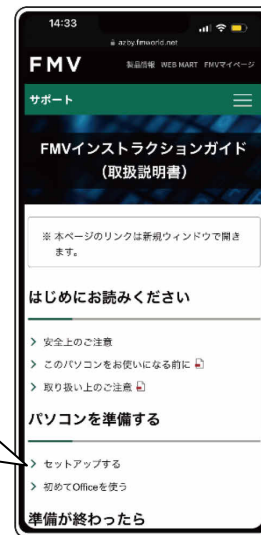 14:33
azby.fmworld.net
FMV 製品情報 WEB MART FMVマイページ
サポート
FMVインストラクションガイド
（取扱説明書）
※ 本ページのリンクは新規ウィンドウで開き
ます。
はじめにお読みください
安全上のご注意
このパソコンをお使いになる前に
取り扱い上のご注意
パソコンを準備する
セットアップする
初めてOfficeを使う
準備が終わったら